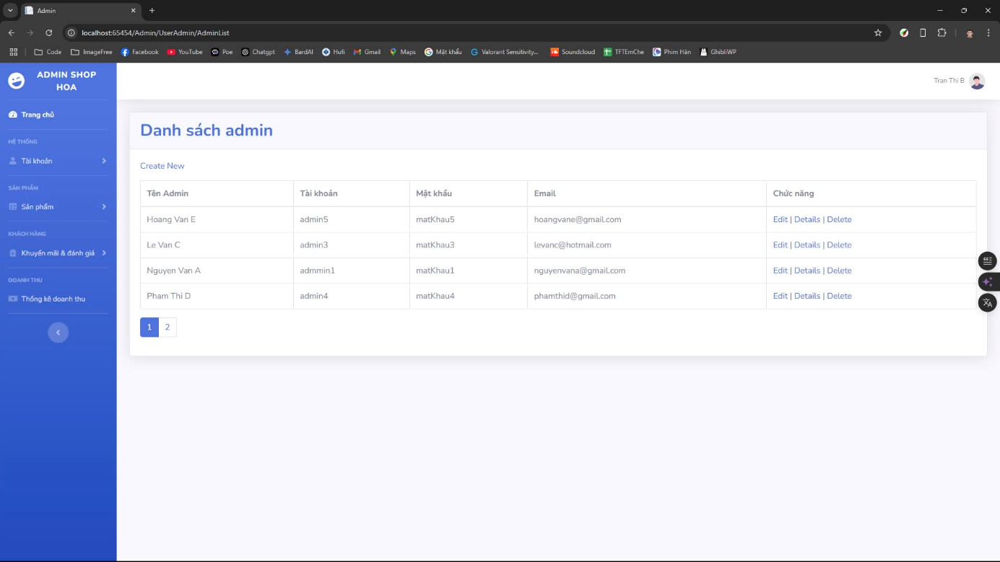 Admin
localhost:65454/Admin/UserAdmin/AdminList
Code ImageFree Facebook YouTube Poe Chatgpt BardAI Hufi Gmail Maps Mật khẩu Valorant Sensitivity... Soundcloud TFTEmChe Phim Hàn GhibliWP
ADMIN SHOP
HOA
Tran Thi B
Trang chủ
HỆ THỐNG
Tài khoản
SẢN PHẨM
Sản phẩm
KHÁCH HÀNG
Khuyến mãi & đánh giá
DOANH THU
Thống kê doanh thu
Danh sách admin
Create New
Tên Admin Tài khoản Mật khẩu Email Chức năng
Hoang Van E admin5 matKhau5 hoangvane@gmail.com Edit | Details | Delete
Le Van C admin3 matKhau3 levanc@hotmail.com Edit | Details | Delete
Nguyen Van A admmin1 matKhau1 nguyenvana@gmail.com Edit | Details | Delete
Pham Thi D admin4 matKhau4 phamthid@gmail.com Edit | Details | Delete
1 2